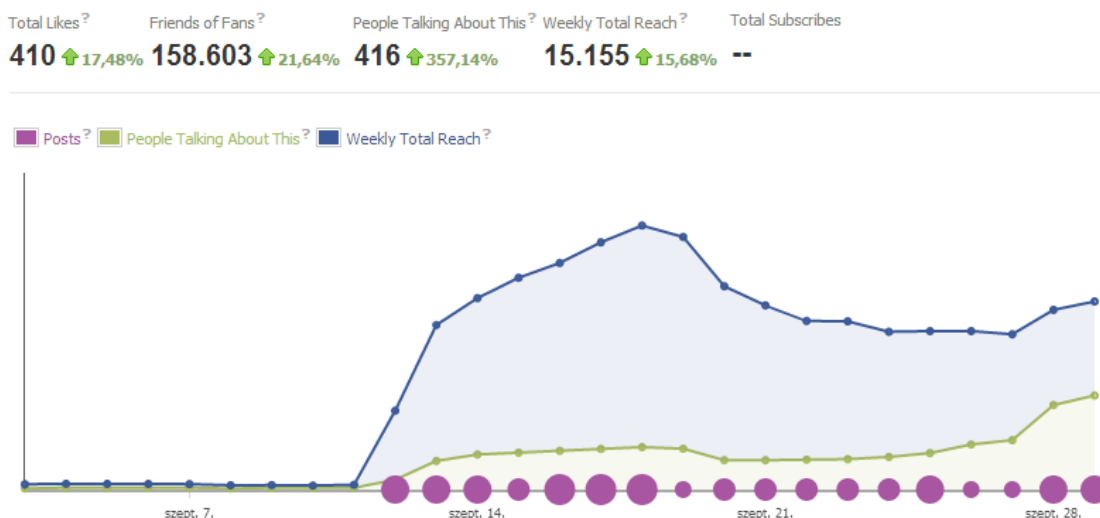 Total Likes? Friends of Fans? People Talking About This? Weekly Total Reach? Total Subscribes
410 17,48% 158.603 21,64% 416 357,14% 15.155 15,68% --
Posts? People Talking About This? Weekly Total Reach?
szept. 7. szept. 14. szept. 21. szept. 28.